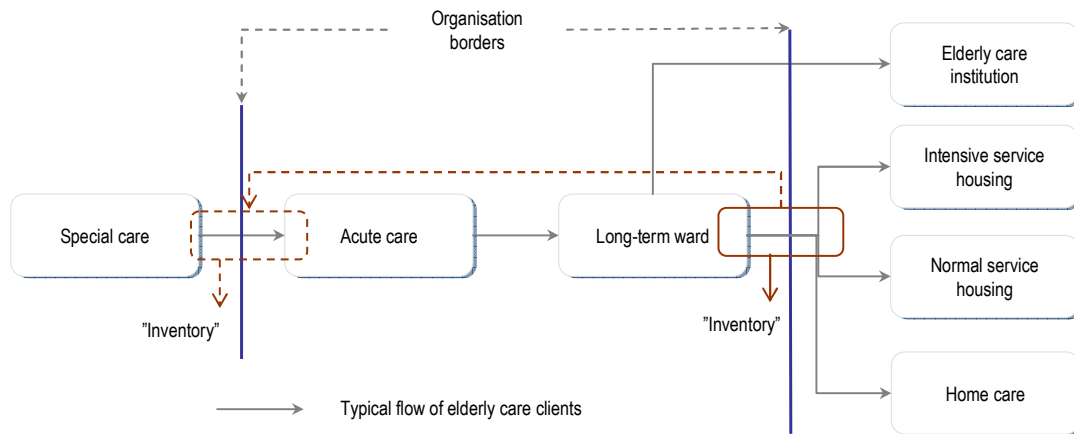 Organisation
borders
Elderly care
institution
Intensive service
housing
Special care
Acute care
Long-term ward
Normal service
housing
”Inventory”
”Inventory”
Home care
Typical flow of elderly care clients